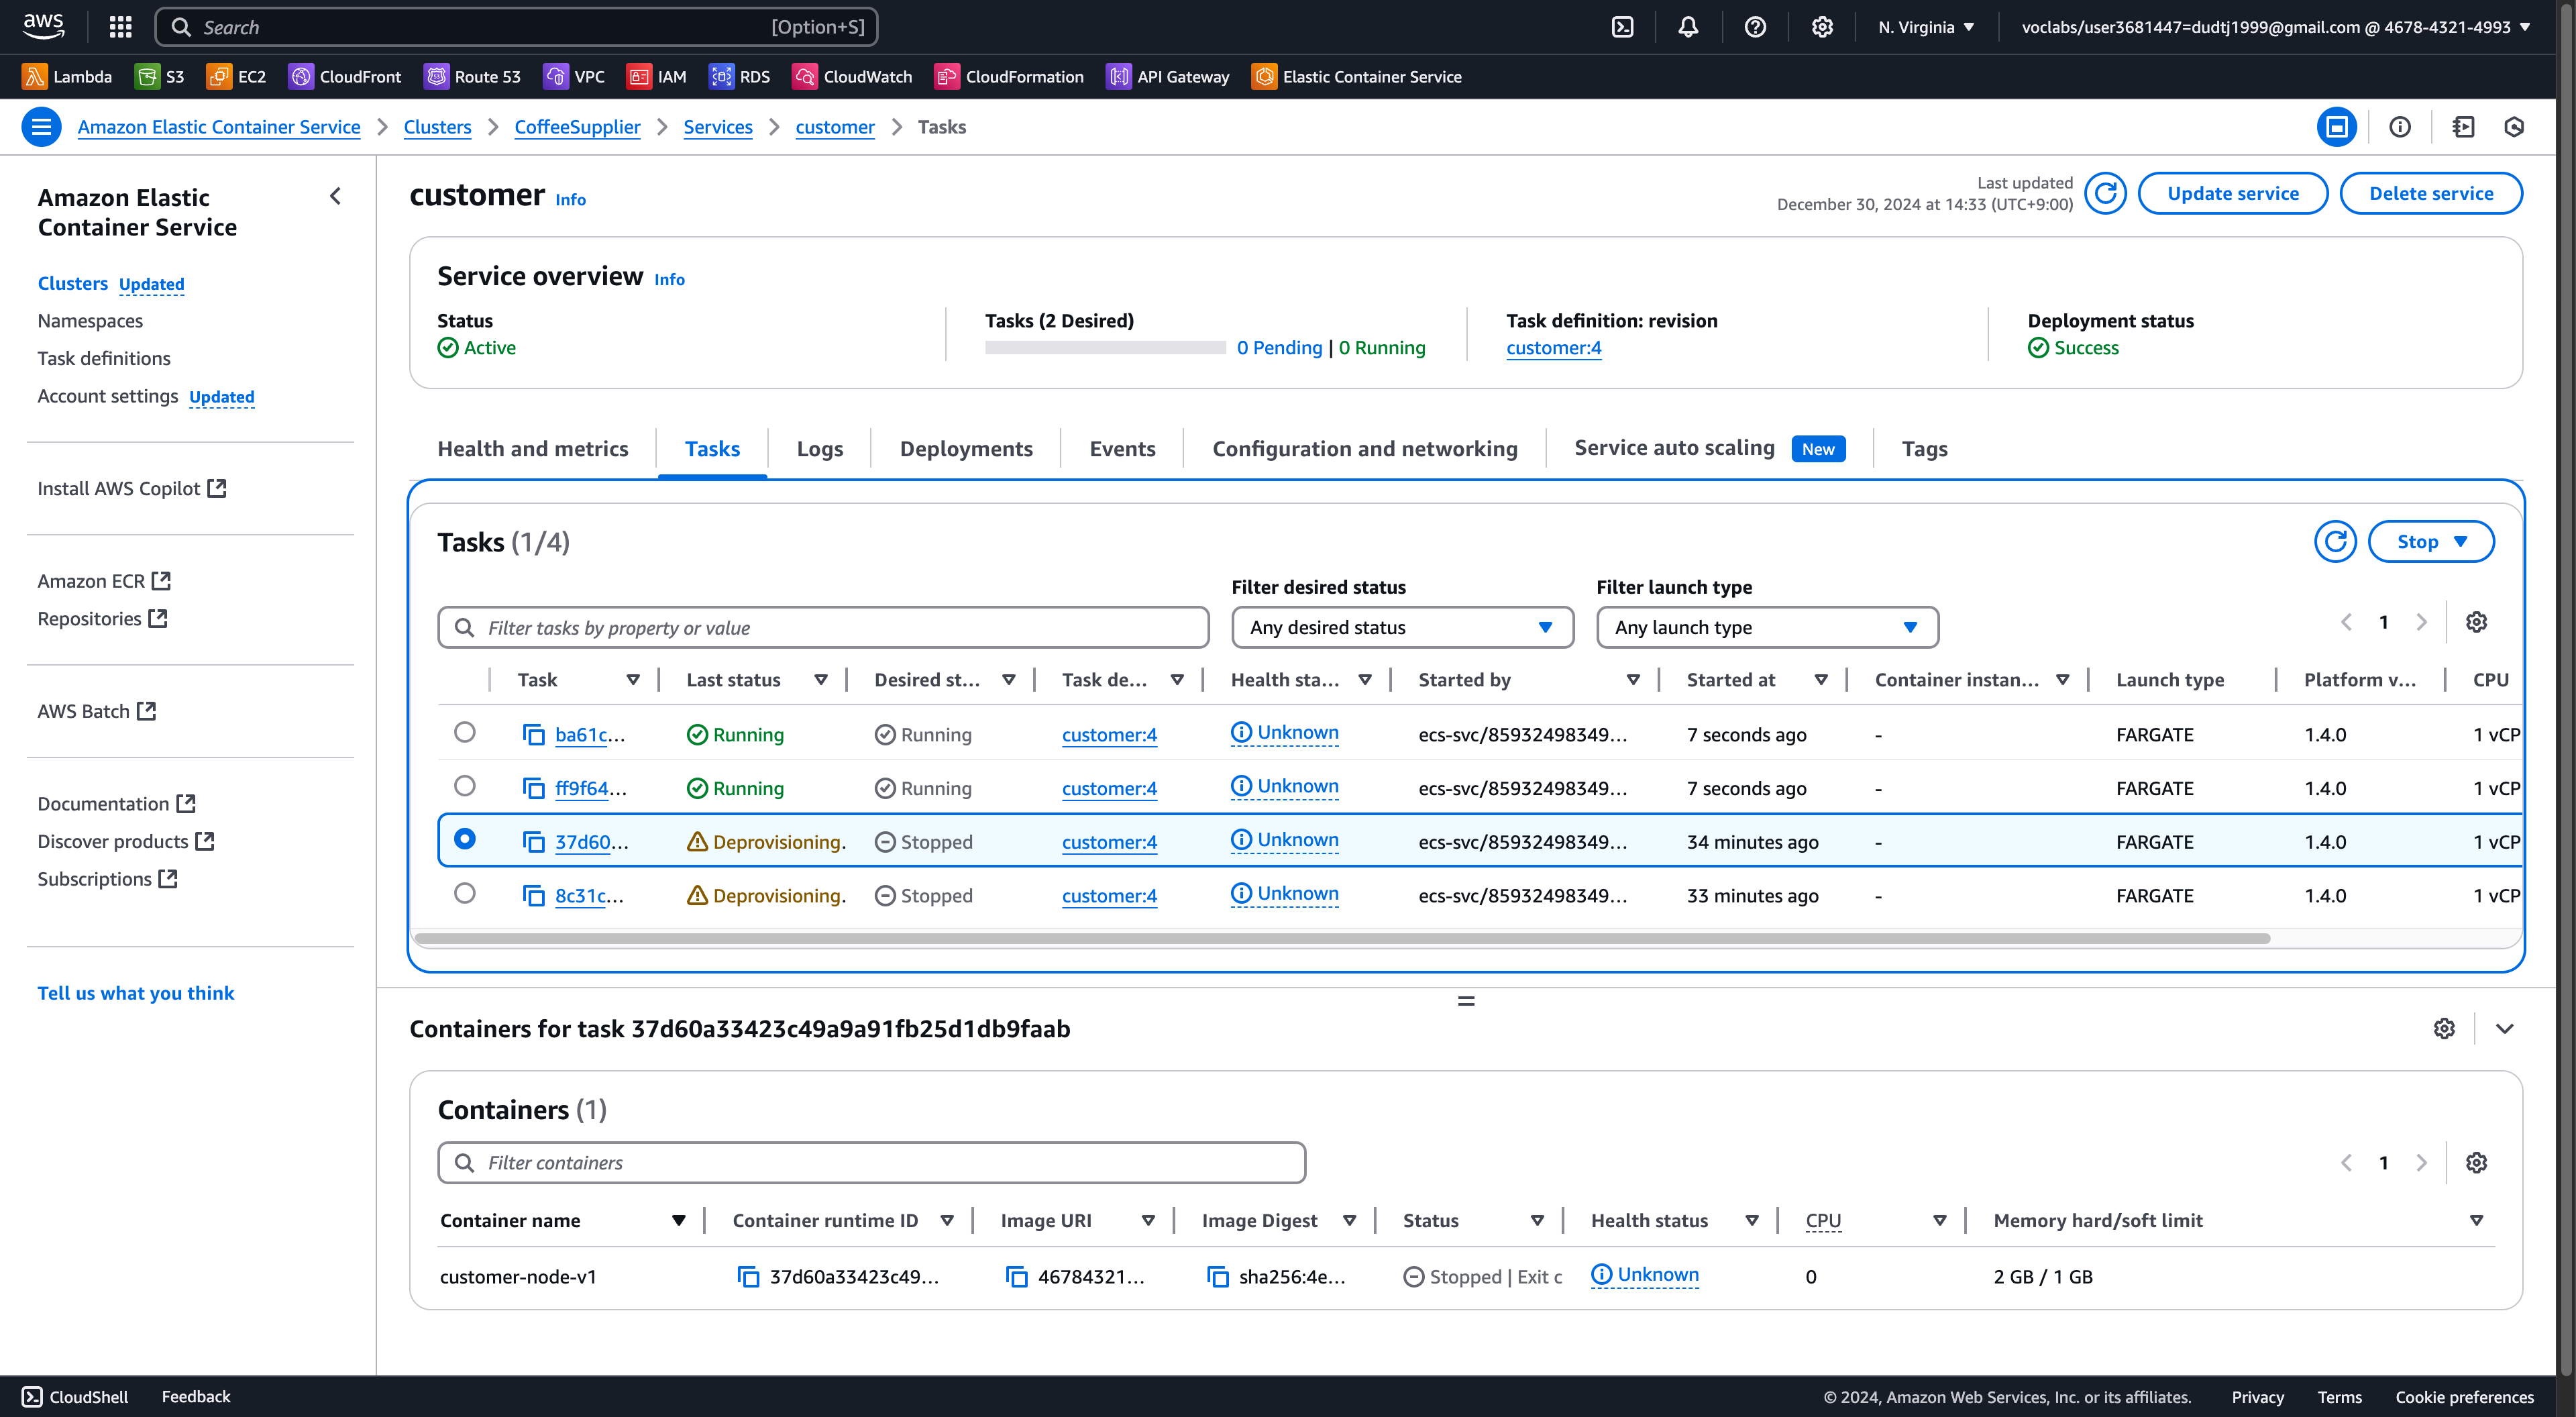 aws
Search [Option+S]
N. Virginia
voclabs/user3681447=dudtj1999@gmail.com @ 4678-4321-4993
Lambda S3 EC2 CloudFront Route 53 VPC IAM RDS CloudWatch CloudFormation API Gateway Elastic Container Service
Amazon Elastic Container Service > Clusters > CoffeeSupplier > Services > customer > Tasks
Amazon Elastic
Container Service
Clusters Updated
Namespaces
Task definitions
Account settings Updated
Install AWS Copilot
Amazon ECR
Repositories
AWS Batch
Documentation
Discover products
Subscriptions
Tell us what you think
customer Info
Last updated
December 30, 2024 at 14:33 (UTC+9:00)
Update service
Delete service
Service overview Info
Status
Active
Tasks (2 Desired)
0 Pending | 0 Running
Task definition: revision
customer:4
Deployment status
Success
Health and metrics Tasks Logs Deployments Events Configuration and networking Service auto scaling New Tags
Tasks (1/4)
Stop
Filter desired status
Filter launch type
Filter tasks by property or value
Any desired status
Any launch type
1
Task Last status Desired st... Task de... Health sta... Started by Started at Container instan... Launch type Platform v... CPU
ba61c... Running Running customer:4 Unknown ecs-svc/85932498349... 7 seconds ago - FARGATE 1.4.0 1 vCP
ff9f64... Running Running customer:4 Unknown ecs-svc/85932498349... 7 seconds ago - FARGATE 1.4.0 1 vCP
37d60... Deprovisioning. Stopped customer:4 Unknown ecs-svc/85932498349... 34 minutes ago - FARGATE 1.4.0 1 vCP
8c31c... Deprovisioning. Stopped customer:4 Unknown ecs-svc/85932498349... 33 minutes ago - FARGATE 1.4.0 1 vCP
Containers for task 37d60a33423c49a9a91fb25d1db9faab
Containers (1)
Filter containers
1
Container name Container runtime ID Image URI Image Digest Status Health status CPU Memory hard/soft limit
customer-node-v1 37d60a33423c49... 46784321... sha256:4e... Stopped | Exit c Unknown 0 2 GB / 1 GB
CloudShell Feedback
© 2024, Amazon Web Services, Inc. or its affiliates. Privacy Terms Cookie preferences